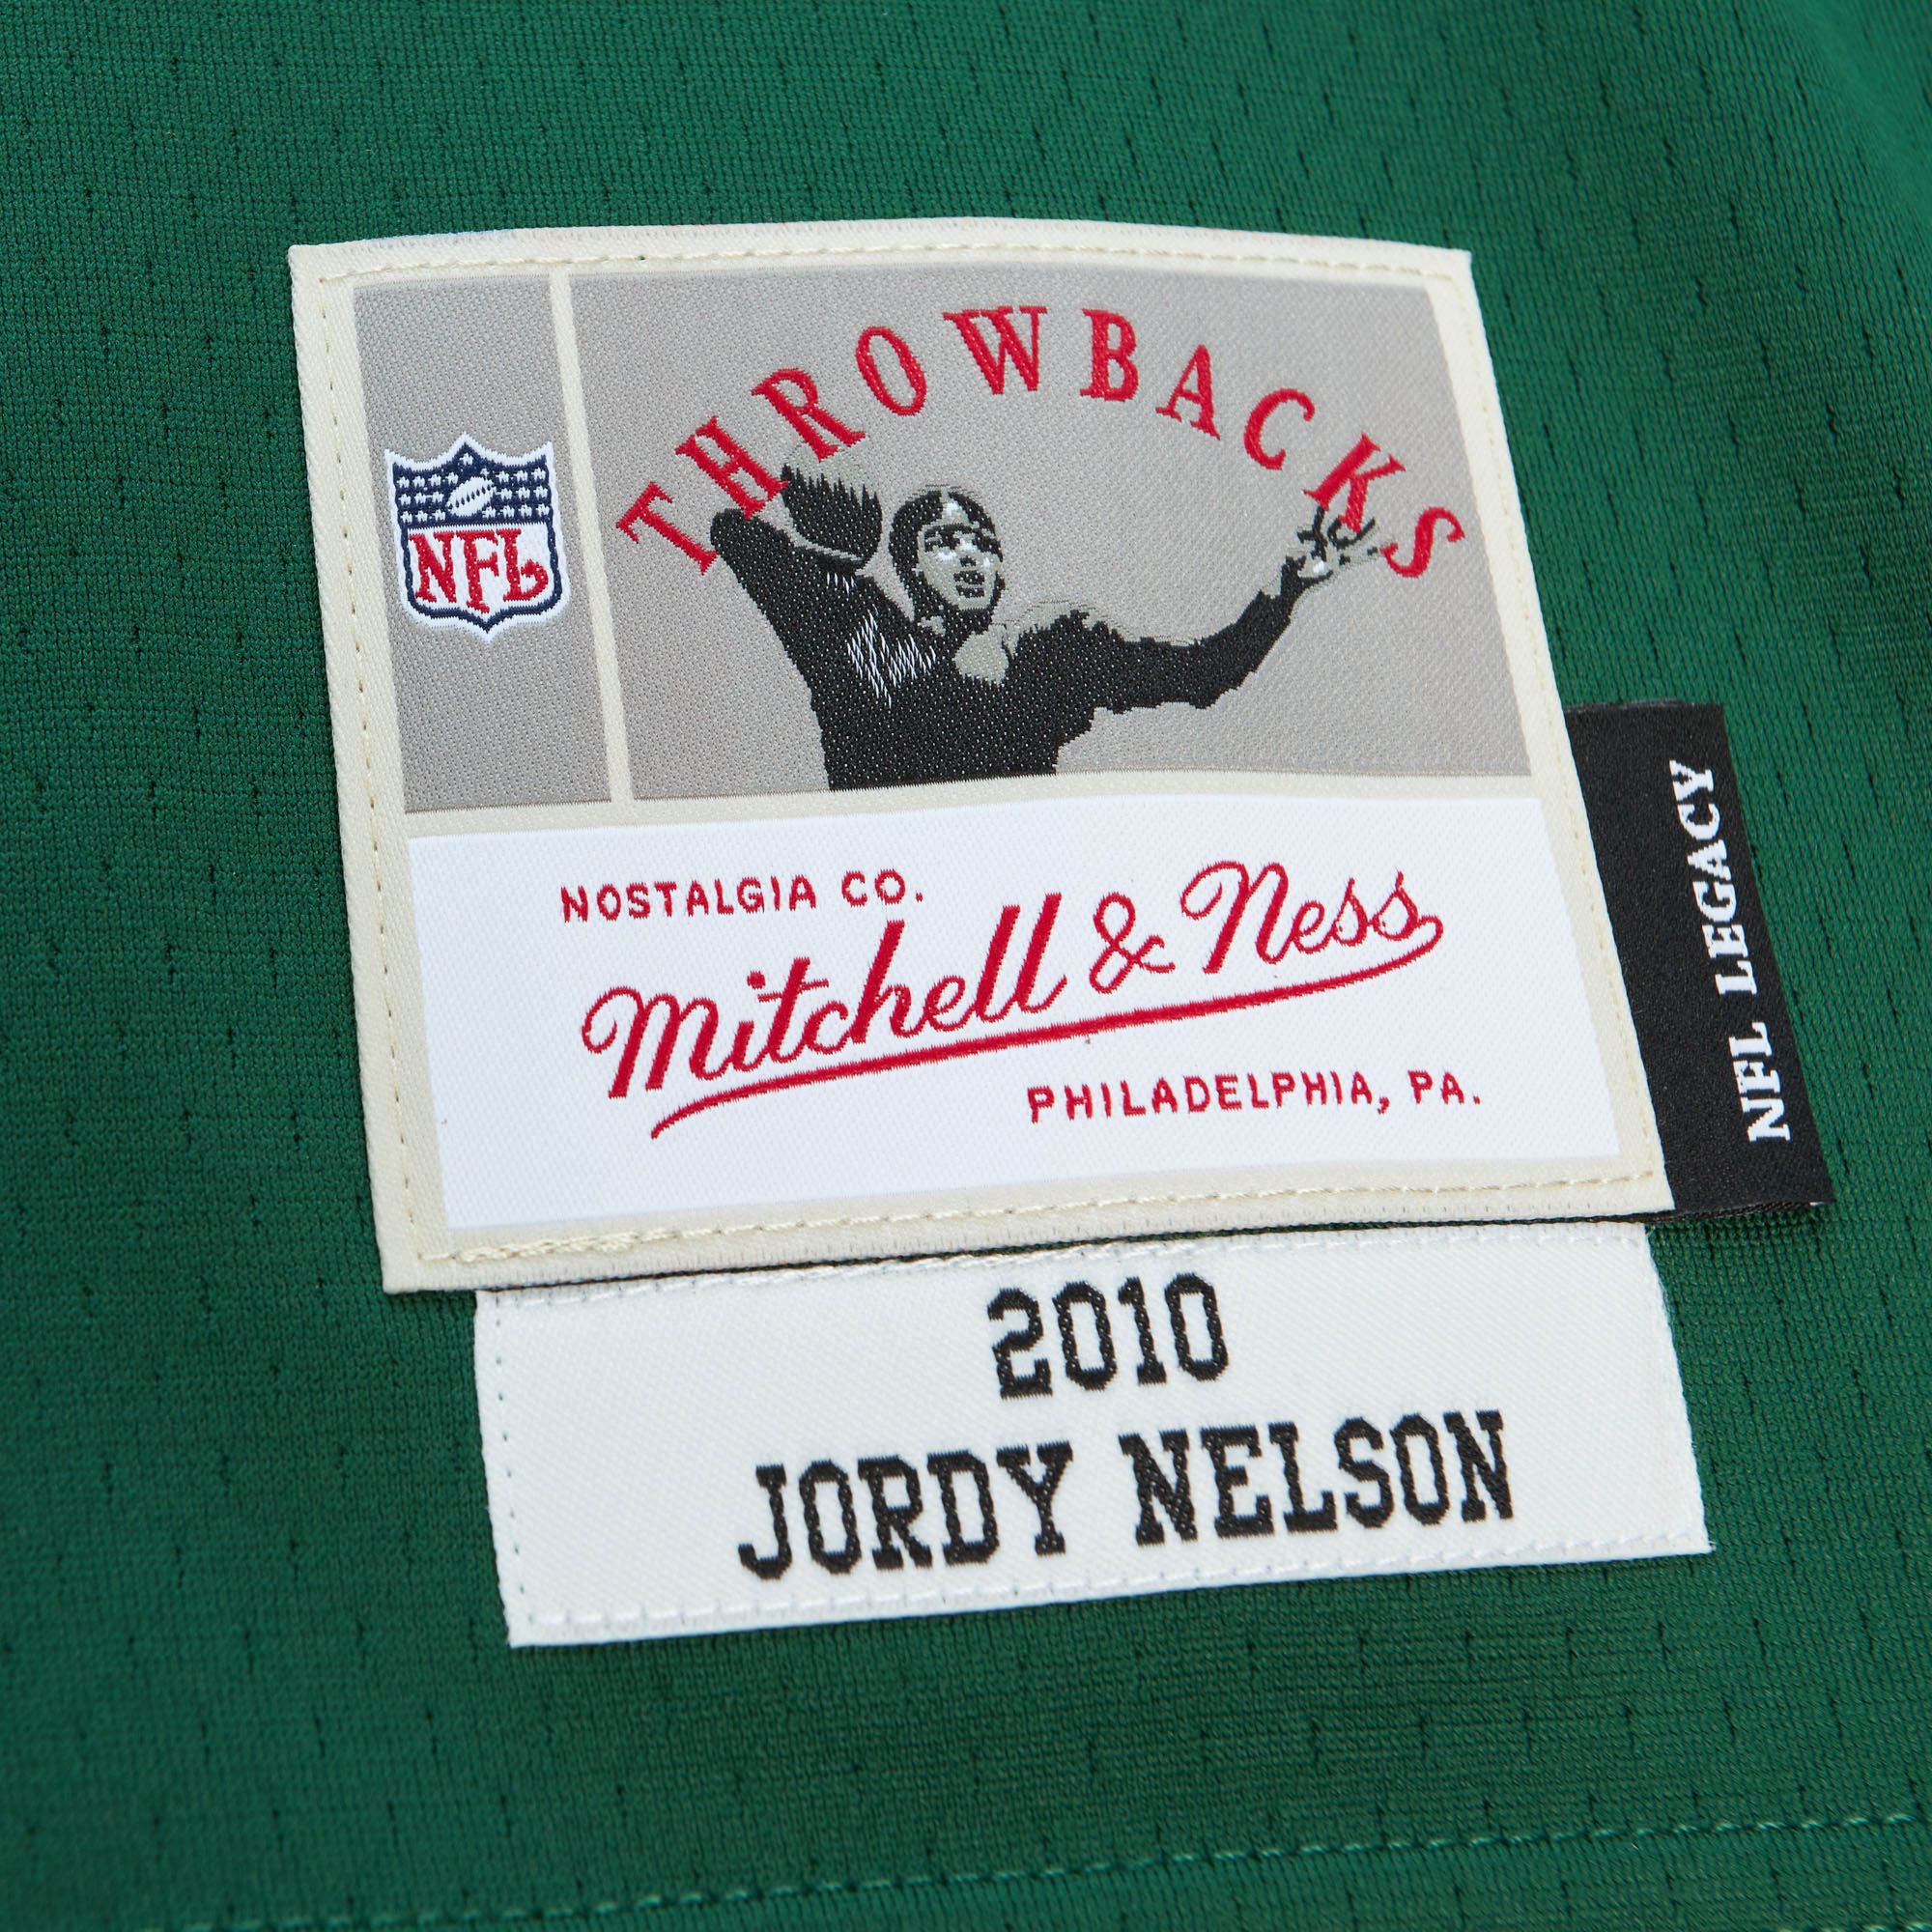 THROWBACKS
NFL
NOSTALGIA CO.
Mitchell & Ness
PHILADELPHIA, PA.
NFL LEGACY
2010
JORDY NELSON